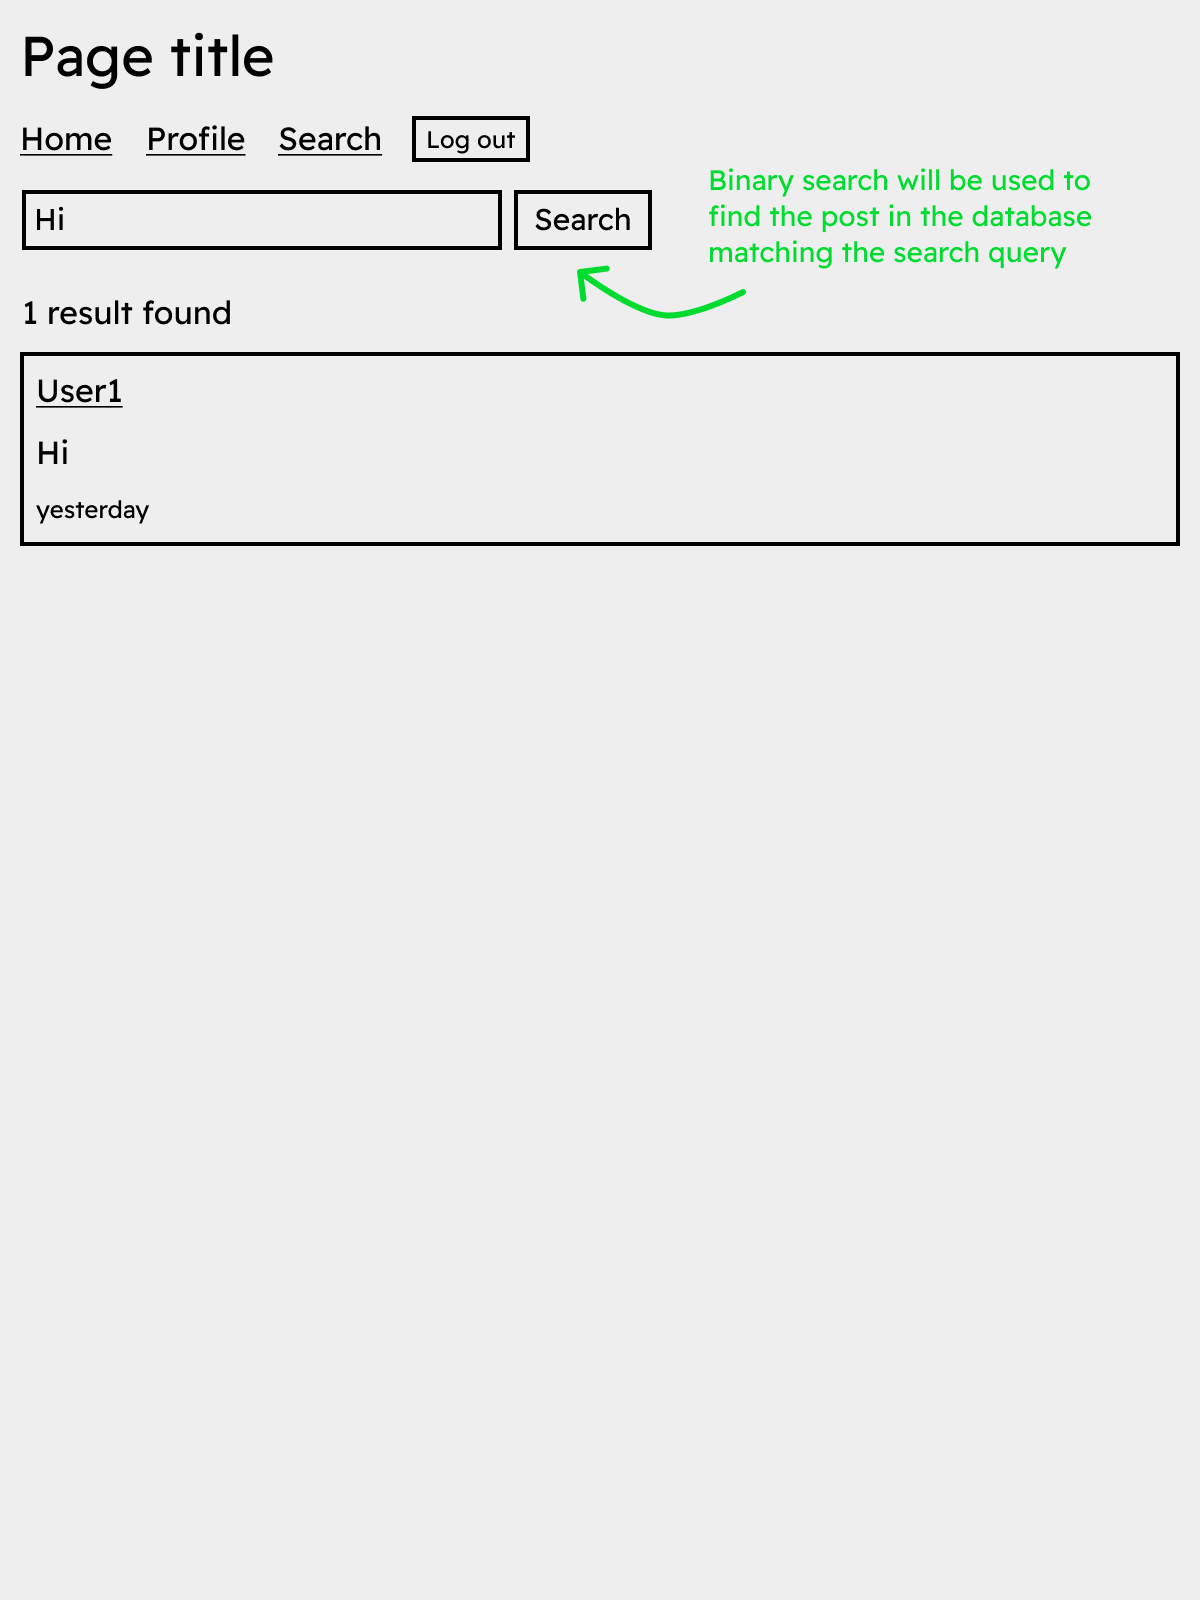 Page title
Home Profile Search Log out
Binary search will be used to
find the post in the database
matching the search query
Hi Search
1 result found
User1
Hi
yesterday